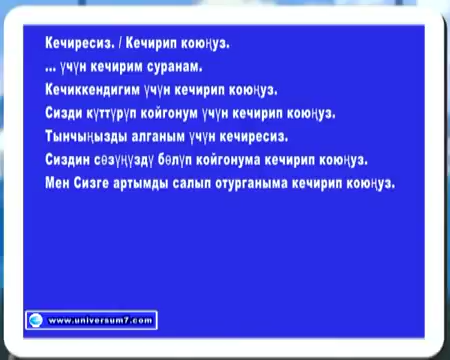 Кечиресиз. / Кечирип коюңуз.
... үчүн кечирим суранам.
Кечиккендигим үчүн кечирип коюңуз.
Сизди күттүрүп койгонум үчүн кечирип коюңуз.
Тынчыңызды алганым үчүн кечиресиз.
Сиздин сөзүңүздү бөлүп койгонума кечирип коюңуз.
Мен Сизге артымды салып отурганыма кечирип коюңуз.
www.universum7.com